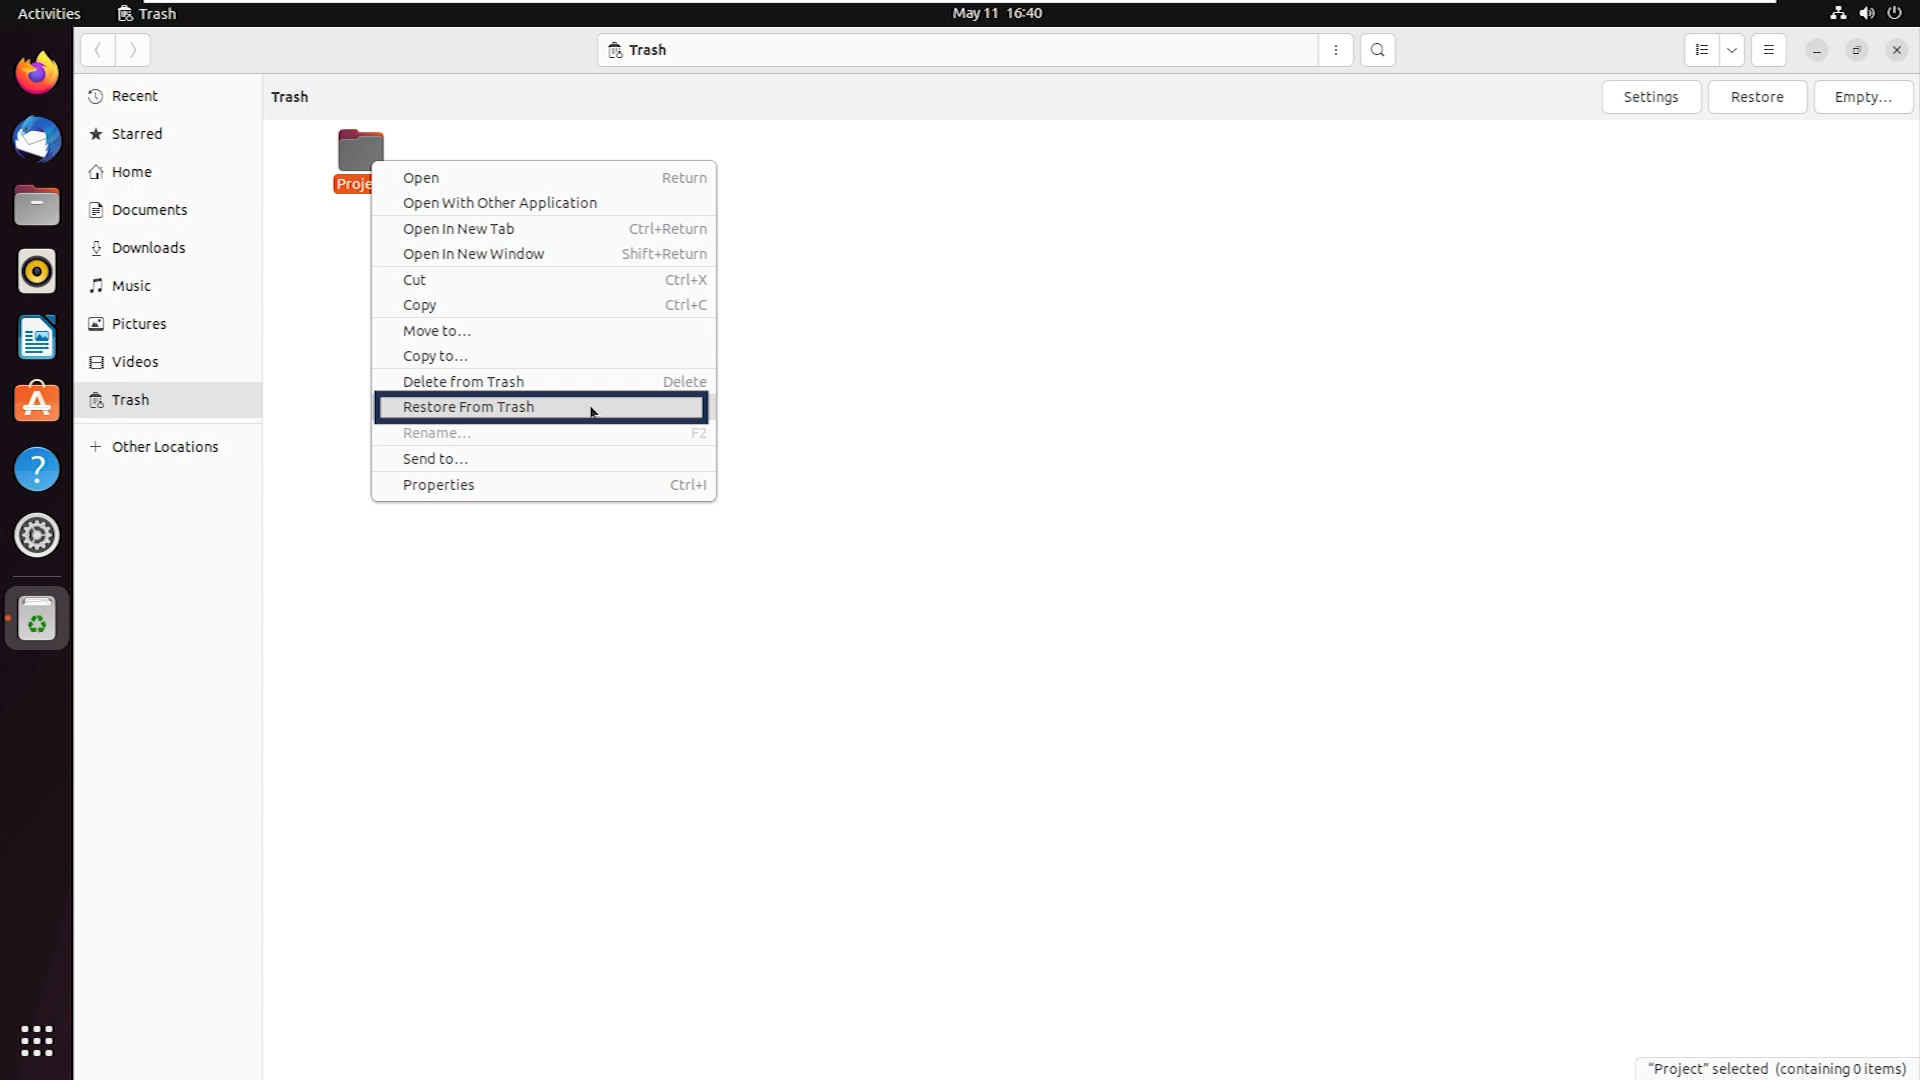 Activities Trash May 11 16:40
Trash
Recent
Starred
Home
Documents
Downloads
Music
Pictures
Videos
Trash
+ Other Locations
Trash Settings Restore Empty...
Open Return
Open With Other Application
Open In New Tab Ctrl+Return
Open In New Window Shift+Return
Cut Ctrl+X
Copy Ctrl+C
Move to...
Copy to...
Delete from Trash Delete
Restore From Trash
Rename... F2
Send to...
Properties Ctrl+I
"Project" selected (containing 0 items)